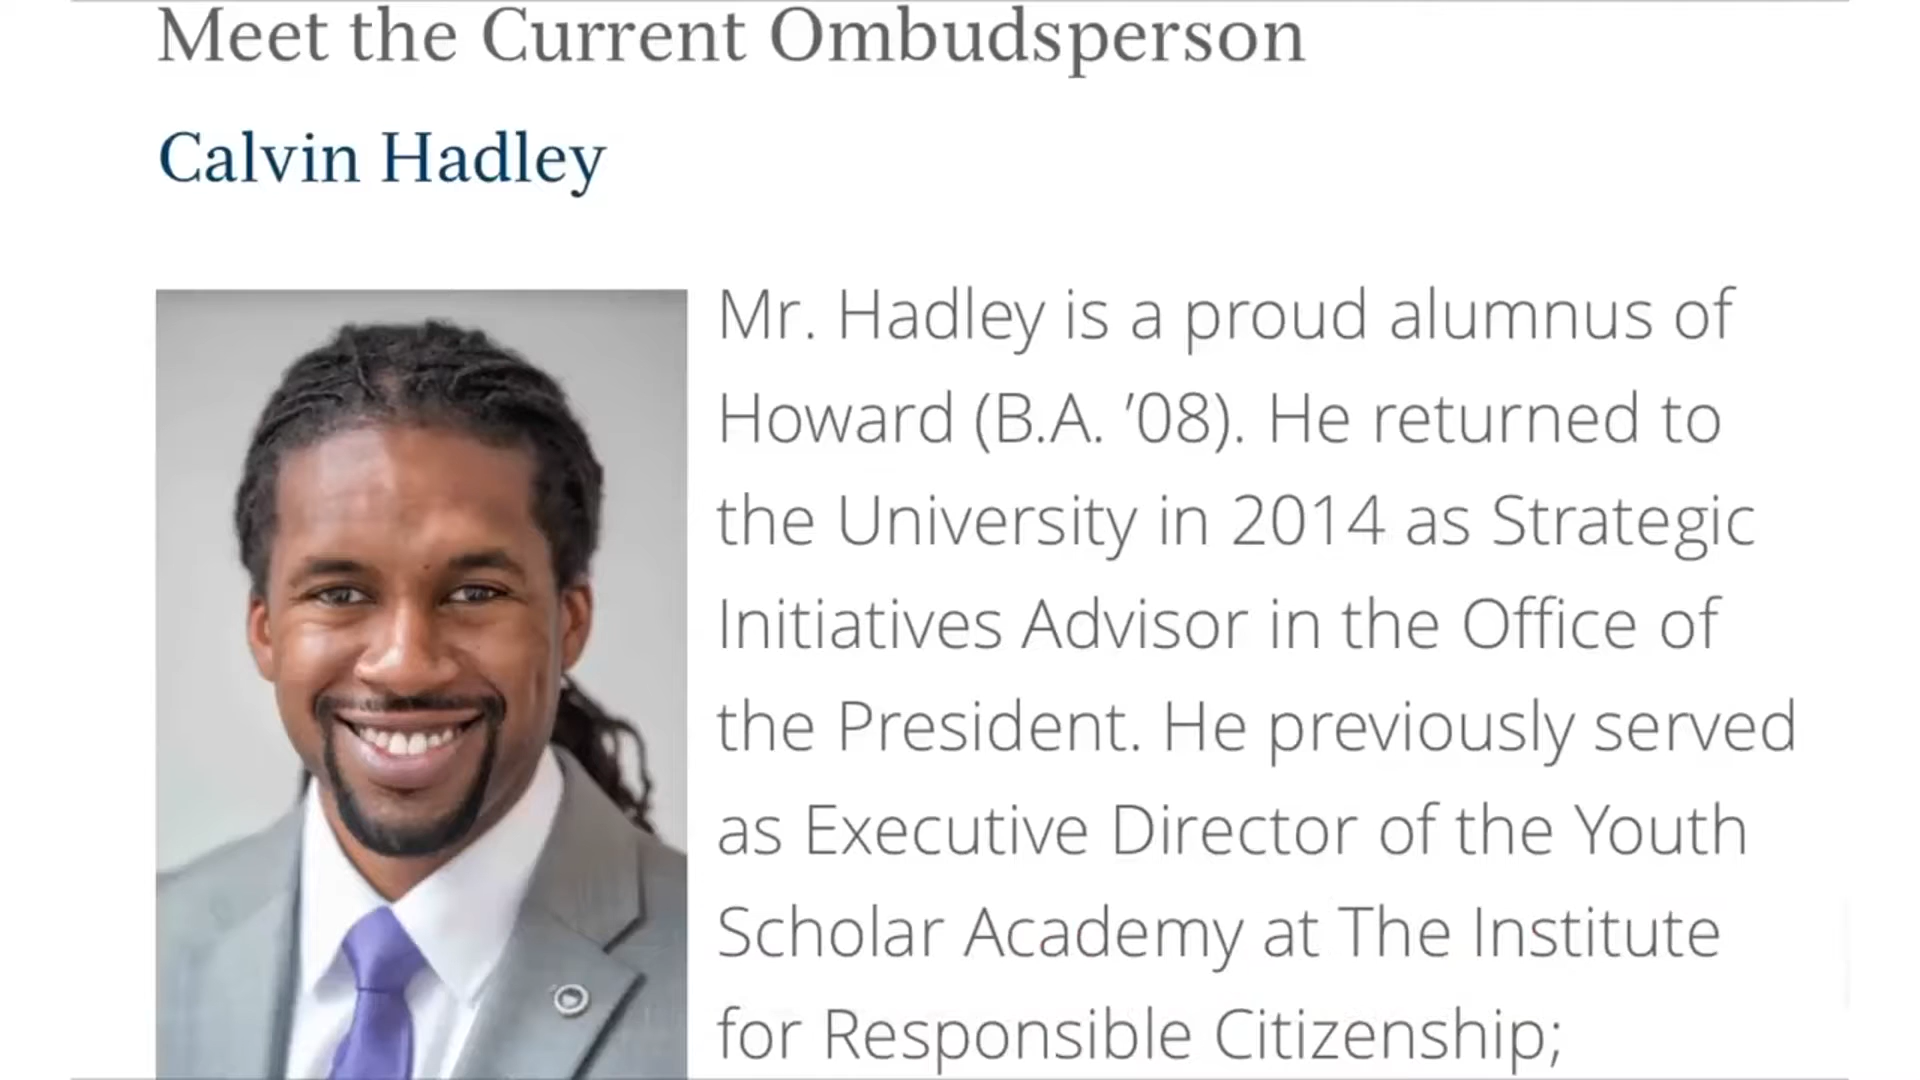 Meet the Current Ombudsperson
Calvin Hadley
Mr. Hadley is a proud alumnus of
Howard (B.A. ’08). He returned to
the University in 2014 as Strategic
Initiatives Advisor in the Office of
the President. He previously served
as Executive Director of the Youth
Scholar Academy at The Institute
for Responsible Citizenship;